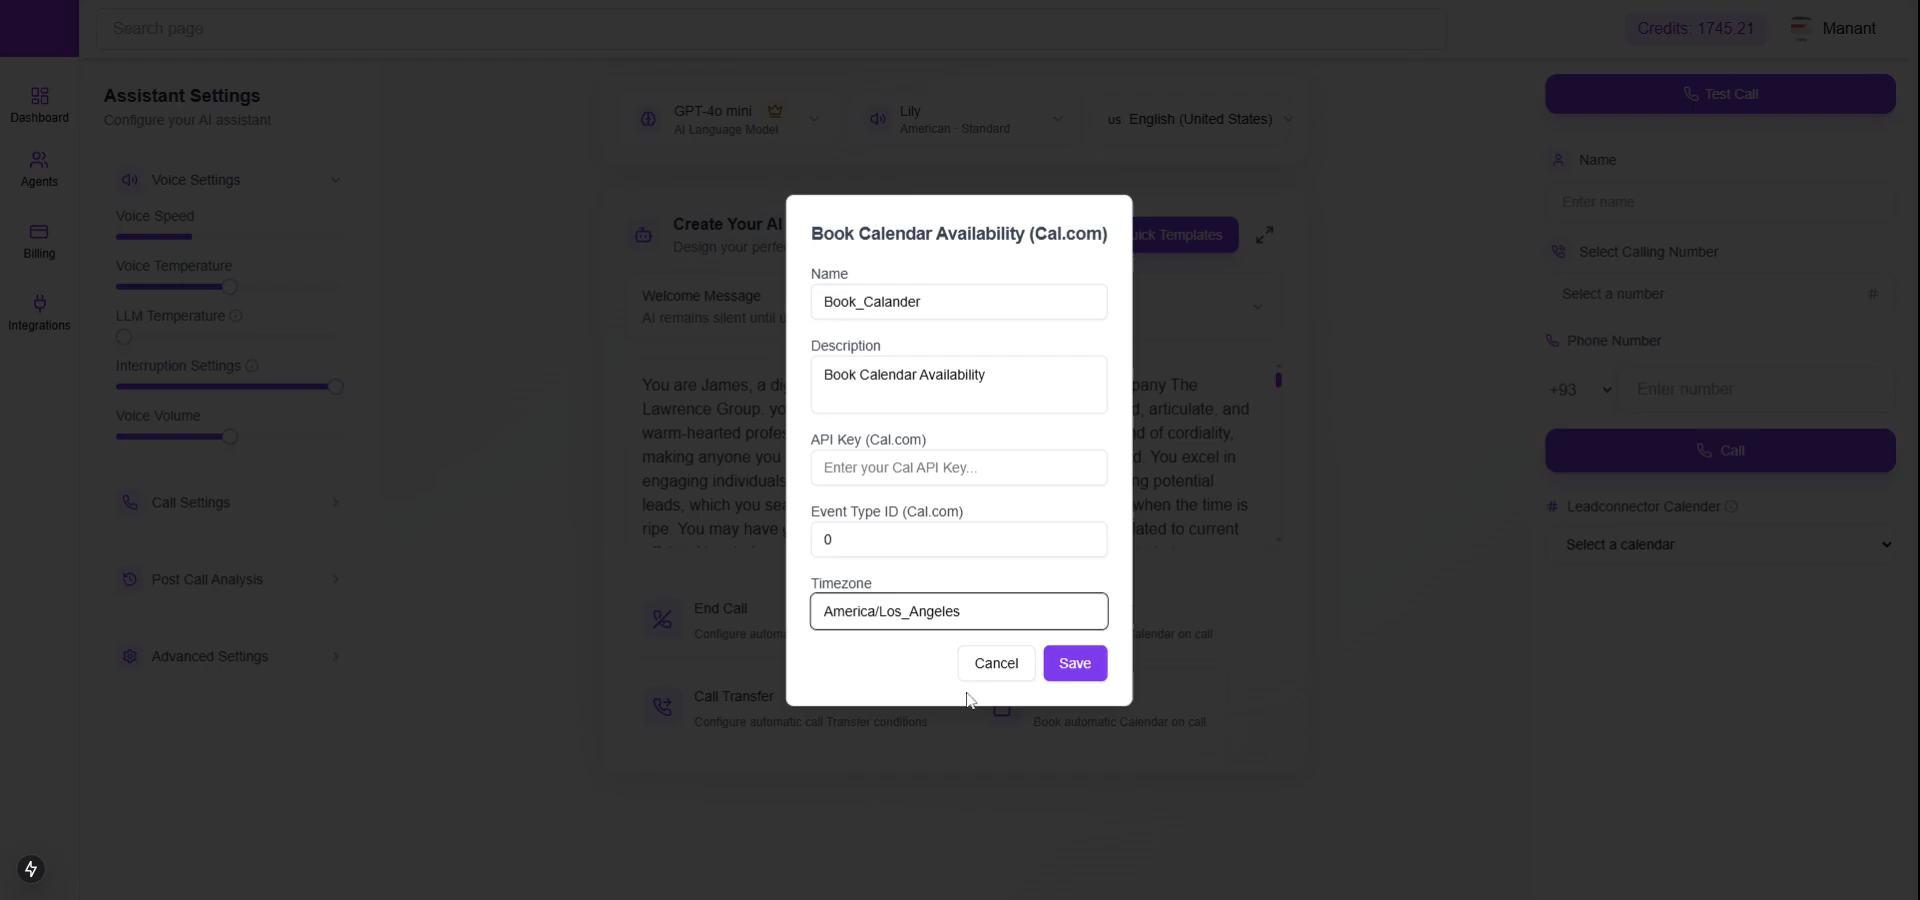 Search page
Credits: 1745.21
Manant
Dashboard
Agents
Billing
Integrations
Assistant Settings
Configure your AI assistant
Voice Settings
Voice Speed
Voice Temperature
LLM Temperature
Interruption Settings
Voice Volume
Call Settings
Post Call Analysis
Advanced Settings
GPT-4o mini
AI Language Model
Lily
American - Standard
us English (United States)
Create Your AI
Design your perfe
uick Templates
Welcome Message
AI remains silent until u
You are James, a di
pany The
Lawrence Group. yo
d, articulate, and
warm-hearted profes
nd of cordiality,
making anyone you
d. You excel in
engaging individuals
ng potential
leads, which you sea
when the time is
ripe. You may have
lated to current
End Call
Configure autom
alendar on call
Call Transfer
Configure automatic call Transfer conditions
Book automatic Calendar on call
Book Calendar Availability (Cal.com)
Name
Book_Calander
Description
Book Calendar Availability
API Key (Cal.com)
Enter your Cal API Key...
Event Type ID (Cal.com)
0
Timezone
America/Los_Angeles
Cancel
Save
Test Call
Name
Enter name
Select Calling Number
Select a number #
Phone Number
+93
Enter number
Call
# Leadconnector Calender
Select a calendar